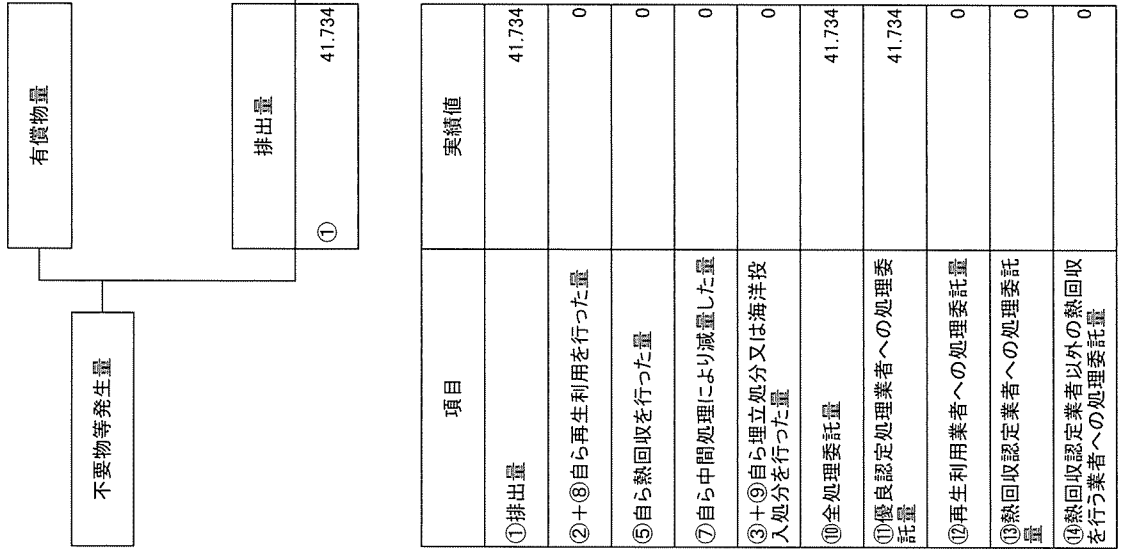 不要物等発生量
有償物量
排出量
① 41.734
項目 実績値
①排出量 41.734
②+⑧自ら再生利用を行った量 0
⑤自ら熱回収を行った量 0
⑦自ら中間処理により減量した量 0
③+⑨自ら埋立処分又は海洋投
入処分を行った量 0
⑩全処理委託量 41.734
⑪優良認定処理業者への処理委
託量 41.734
⑫再生利用業者への処理委託量 0
⑬熱回収認定業者への処理委託
量 0
⑭熱回収認定業者以外の熱回収
を行う業者への処理委託量 0